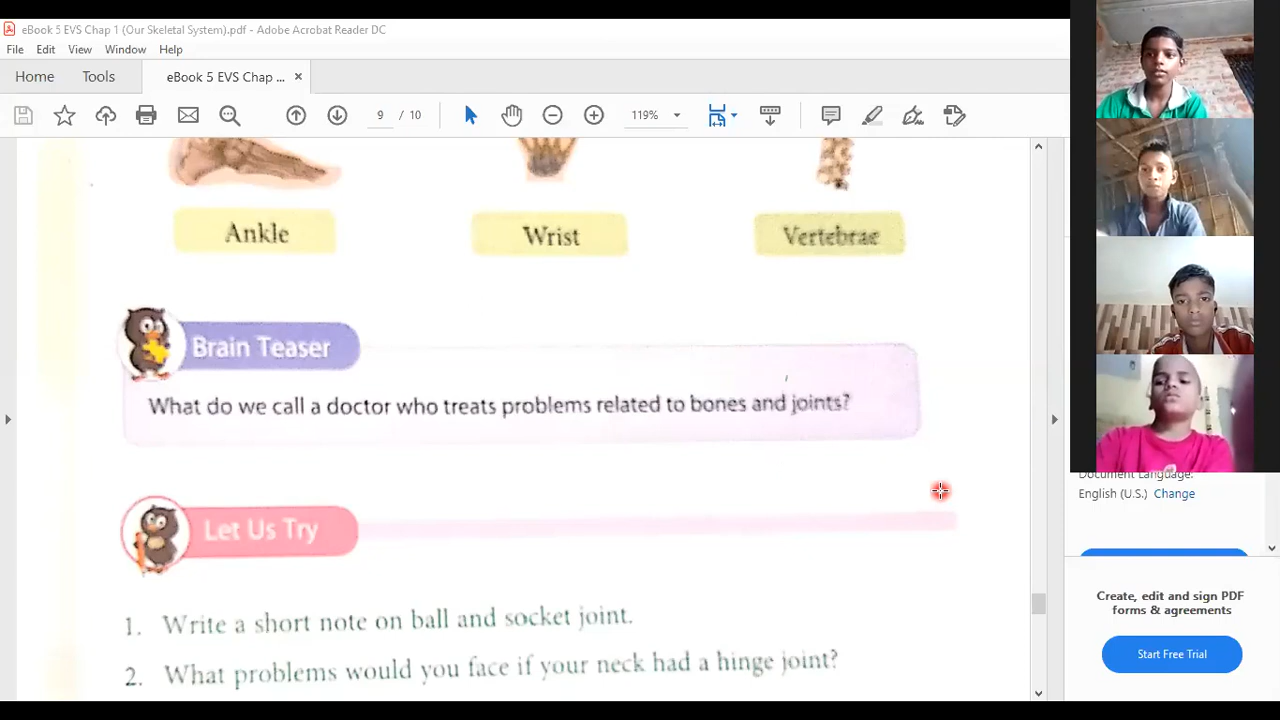 eBook 5 EVS Chap 1 (Our Skeletal System).pdf - Adobe Acrobat Reader DC
File Edit View Window Help
Home Tools eBook 5 EVS Chap ... ×
9 / 10 119%
Ankle Wrist Vertebrae
Brain Teaser
What do we call a doctor who treats problems related to bones and joints?
Let Us Try
1. Write a short note on ball and socket joint.
2. What problems would you face if your neck had a hinge joint?
Document Language:
English (U.S.) Change
Create, edit and sign PDF
forms & agreements
Start Free Trial